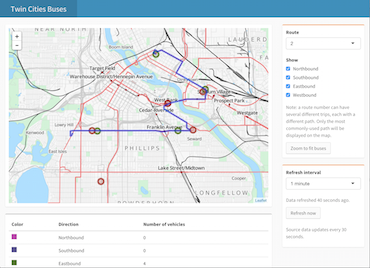 Twin Cities Buses
+
−
Target Field
Warehouse District/Hennepin Avenue
West Bank
Prospect Park
Westgate
Cedar Riverside
Lowry Hill
Franklin Avenue
Seward
PHILLIPS
Lake Street/Midtown
LONGFELLOW
Cooper
Leaflet
Route
2
Show
Northbound
Southbound
Eastbound
Westbound
Note: a route number can have
several different trips, each with a
different path. Only the most
commonly-used path will be
displayed on the map.
Zoom to fit buses
Refresh interval
1 minute
Data refreshed 40 seconds ago.
Refresh now
Source data updates every 30
seconds.
Color Direction Number of vehicles
Northbound 0
Southbound 0
Eastbound 4